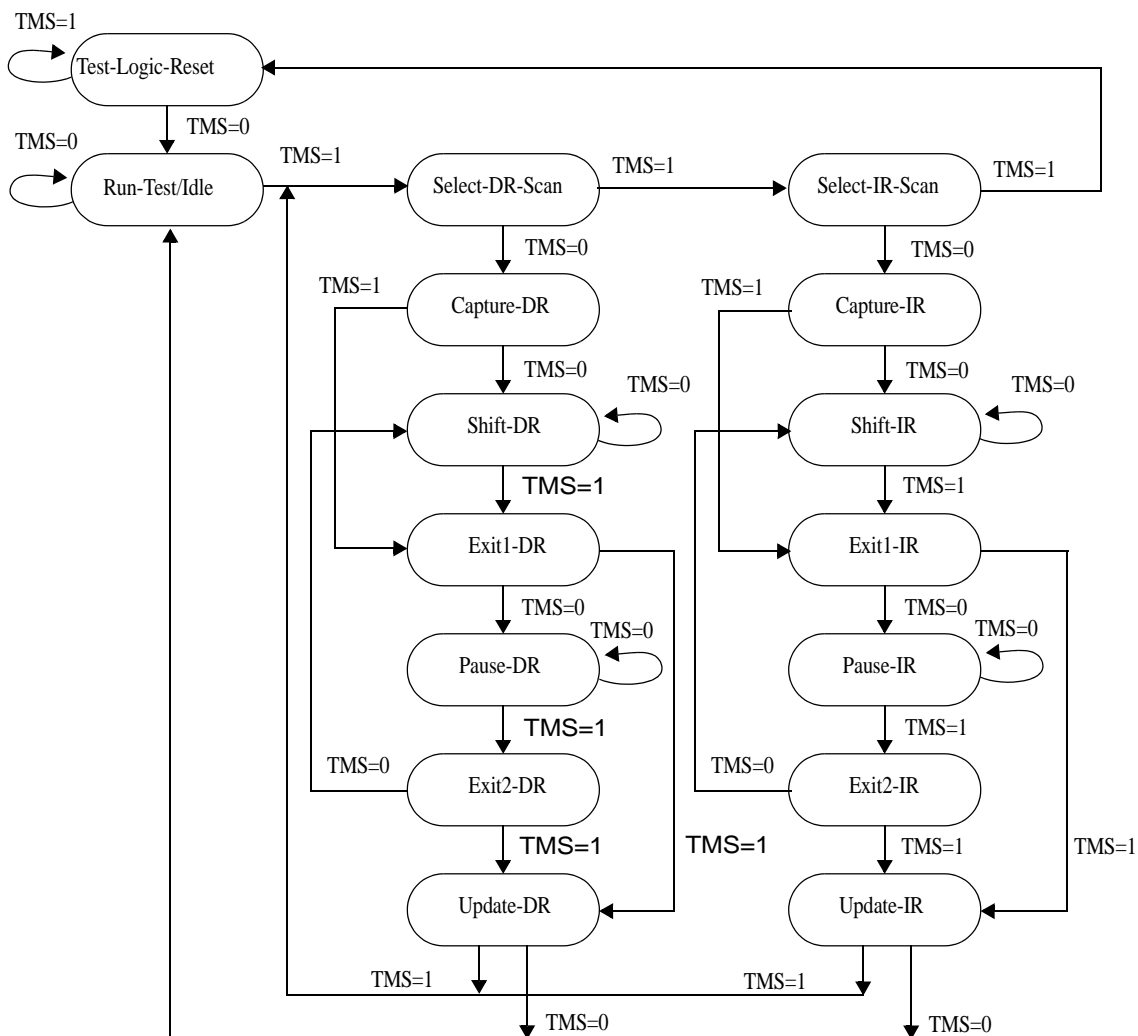 TMS=1
Test-Logic-Reset
TMS=0
TMS=0
Run-Test/Idle
TMS=1
Select-DR-Scan
TMS=1
Select-IR-Scan
TMS=1
TMS=0
TMS=0
TMS=1
Capture-DR
TMS=1
Capture-IR
TMS=0
TMS=0
TMS=0
TMS=0
Shift-DR
Shift-IR
TMS=1
TMS=1
Exit1-DR
Exit1-IR
TMS=0
TMS=0
TMS=0
TMS=0
Pause-DR
Pause-IR
TMS=1
TMS=1
TMS=0
Exit2-DR
TMS=0
Exit2-IR
TMS=1
TMS=1
TMS=1
TMS=1
Update-DR
Update-IR
TMS=1
TMS=1
TMS=0
TMS=0